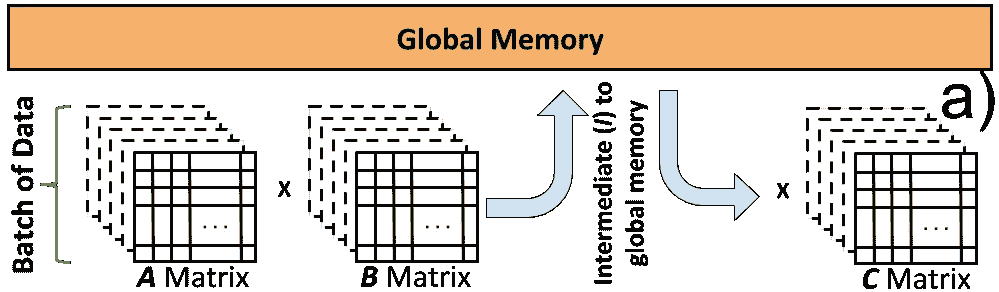 Global Memory
a)
Batch of Data
x
Intermediate (I) to
global memory
x
...
...
...
A Matrix
B Matrix
C Matrix